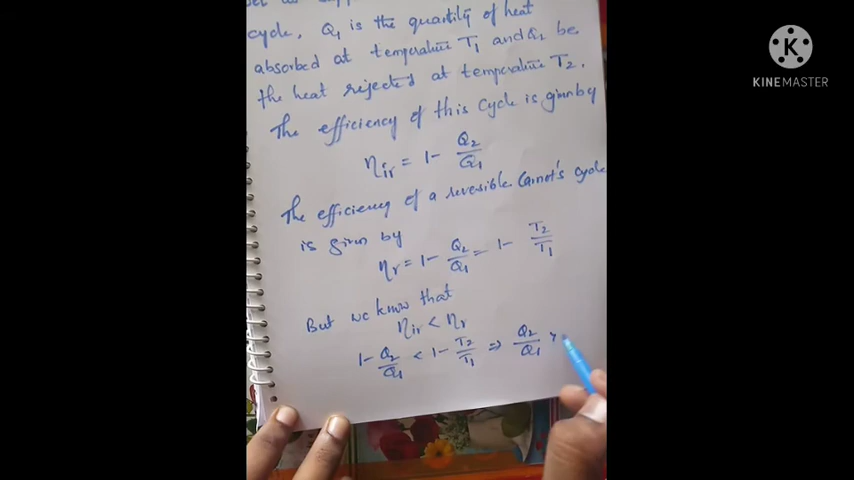 cycle. Q1 is the quantity of heat
absorbed at temperature T1 and Q2 be
the heat rejected at temperature T2.
The efficiency of this cycle is given by
ηir = 1 - Q2/Q1
The efficiency of a reversible Carnot's cycle
is given by
ηr = 1 - Q2/Q1 = 1 - T2/T1
But we know that
ηir < ηr
1 - Q2/Q1 < 1 - T2/T1 ⇒ Q2/Q1
K
KINEMASTER